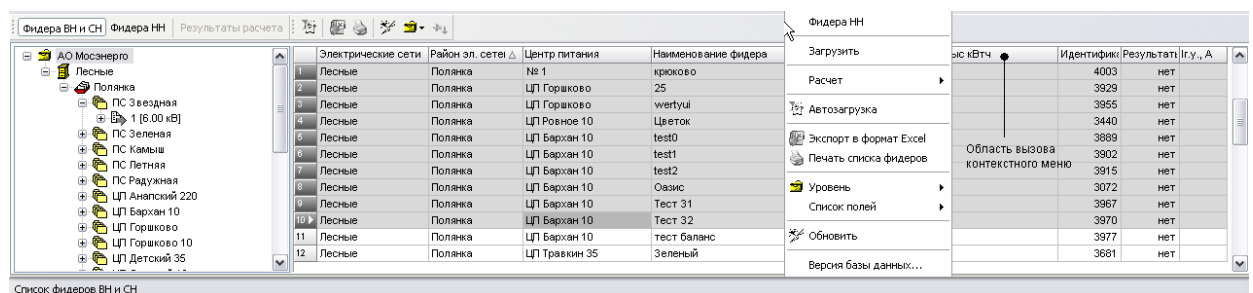 Фидера ВН и СН Фидера НН Результаты расчета
АО Мосэнерго
Лесные
Полянка
ПС Звездная
1 [6.00 кВ]
ПС Зеленая
ПС Камыш
ПС Летняя
ПС Радужная
ЦП Анапский 220
ЦП Бархан 10
ЦП Горшково
ЦП Горшково 10
ЦП Детский 35
Электрические сети Район эл. сетеі Центр питания Наименование фидера ыс кВтч Идентифика Результаты Iг.у., А
1 Лесные Полянка № 1 крюково 4003 нет
2 Лесные Полянка ЦП Горшково 25 3929 нет
3 Лесные Полянка ЦП Горшково wertyui 3955 нет
4 Лесные Полянка ЦП Ровное 10 Цветок 3440 нет
5 Лесные Полянка ЦП Бархан 10 test0 3889 нет
6 Лесные Полянка ЦП Бархан 10 test1 3902 нет
7 Лесные Полянка ЦП Бархан 10 test2 3915 нет
8 Лесные Полянка ЦП Бархан 10 Оазис 3072 нет
9 Лесные Полянка ЦП Бархан 10 Тест 31 3967 нет
10 Лесные Полянка ЦП Бархан 10 Тест 32 3970 нет
11 Лесные Полянка ЦП Бархан 10 тест баланс 3977 нет
12 Лесные Полянка ЦП Травкин 35 Зеленый 3681 нет
Фидера НН
Загрузить
Расчет
Автозагрузка
Экспорт в формат Excel
Печать списка фидеров
Уровень
Список полей
Обновить
Версия базы данных...
Область вызова
контекстного меню
Список фидеров ВН и СН